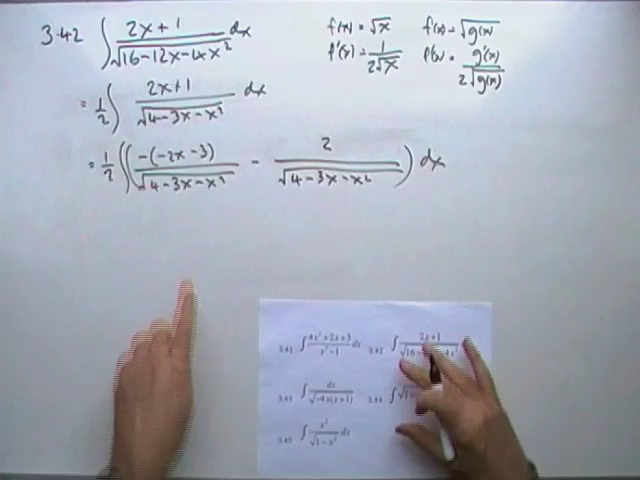 3.42 ∫ (2x+1)/√(16-12x-4x²) dx
f(x) = √x f(x) = √g(x)
f'(x) = 1/(2√x) f'(x) = g'(x)/(2√g(x))
= 1/2 ∫ (2x+1)/√(4-3x-x²) dx
= 1/2 ∫( (-(-2x-3))/√(4-3x-x²) - 2/√(4-3x-x²) ) dx
3.41 ∫ (4x²+2x+3)/(x²-1) dx 3.42 ∫ (2x+1)/
3.43 ∫ dx/√(-4x(x+1)) 3.44 ∫ √
3.45 ∫ x²/√(1-x²) dx